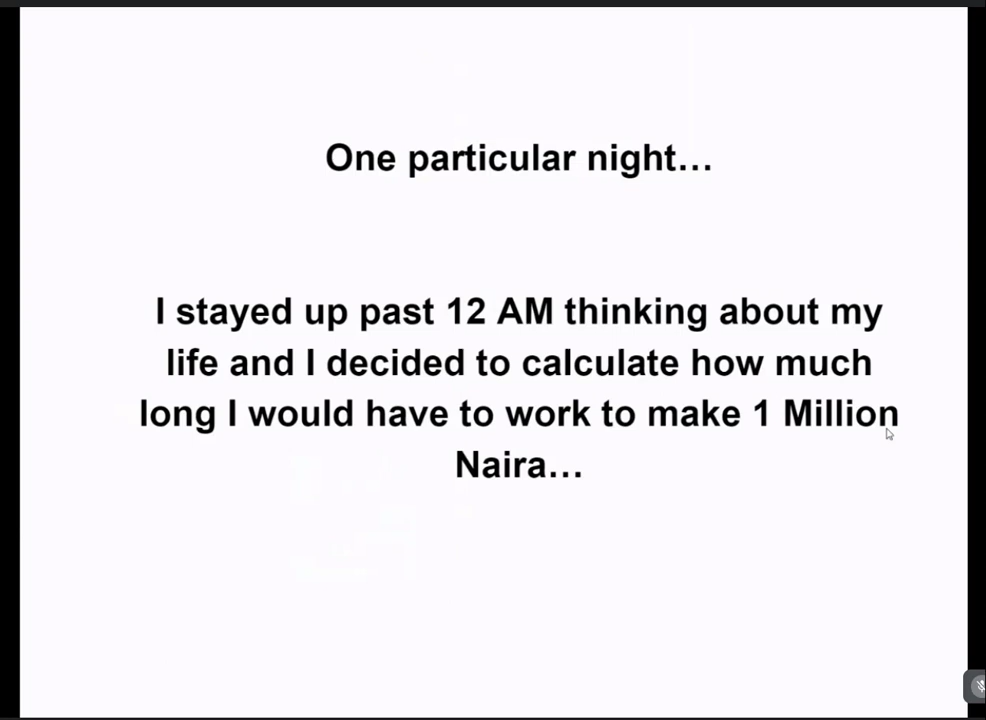 One particular night…
I stayed up past 12 AM thinking about my
life and I decided to calculate how much
long I would have to work to make 1 Million
Naira…